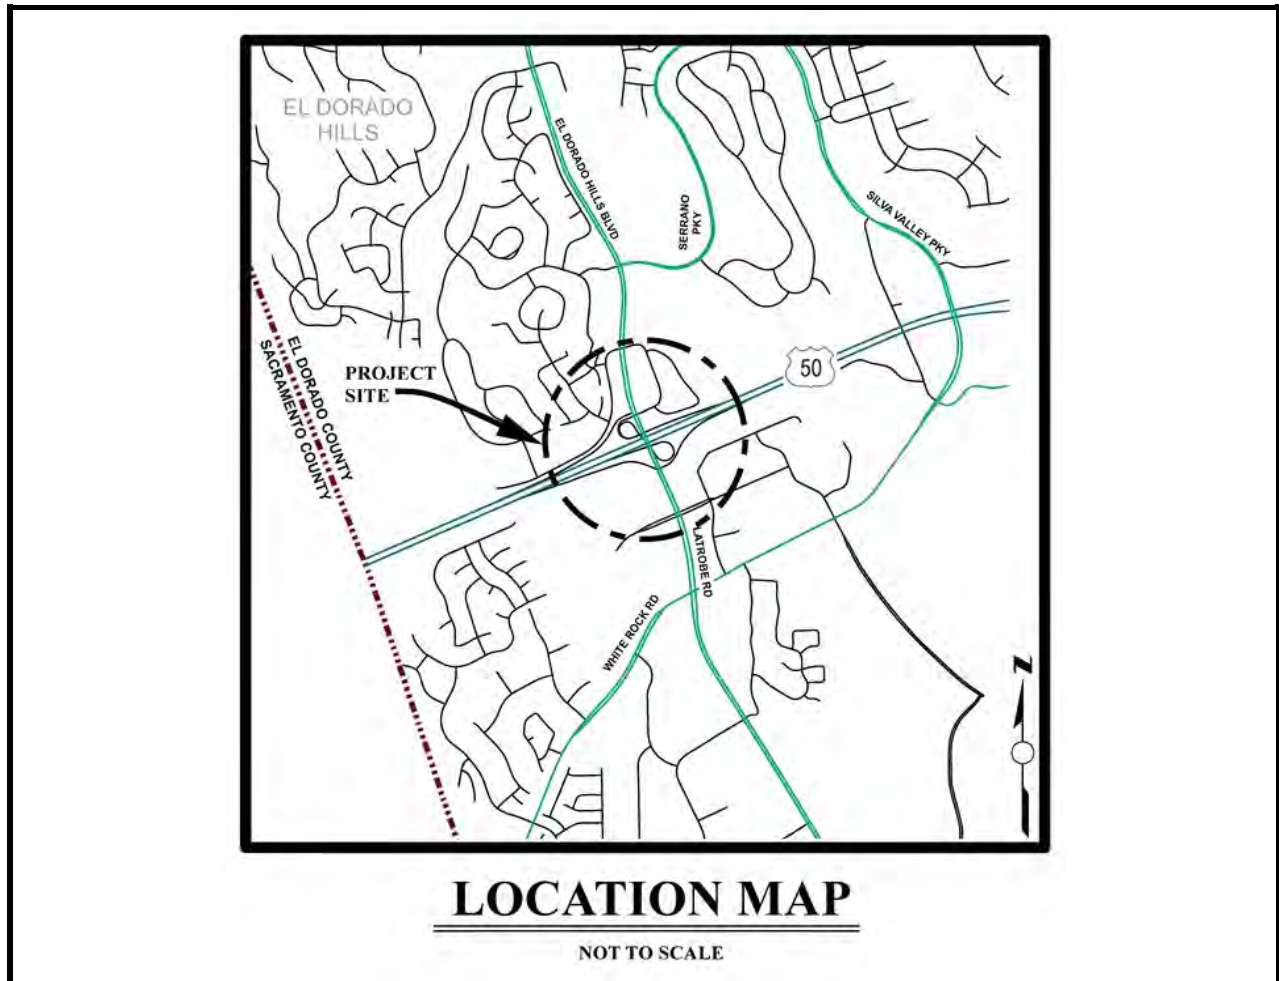 EL DORADO
HILLS
EL DORADO HILLS BLVD
SERRANO
PKY
SILVA VALLEY PKY
EL DORADO COUNTY
SACRAMENTO COUNTY
PROJECT
SITE
50
LATROBE RD
WHITE ROCK RD
N
LOCATION MAP
NOT TO SCALE